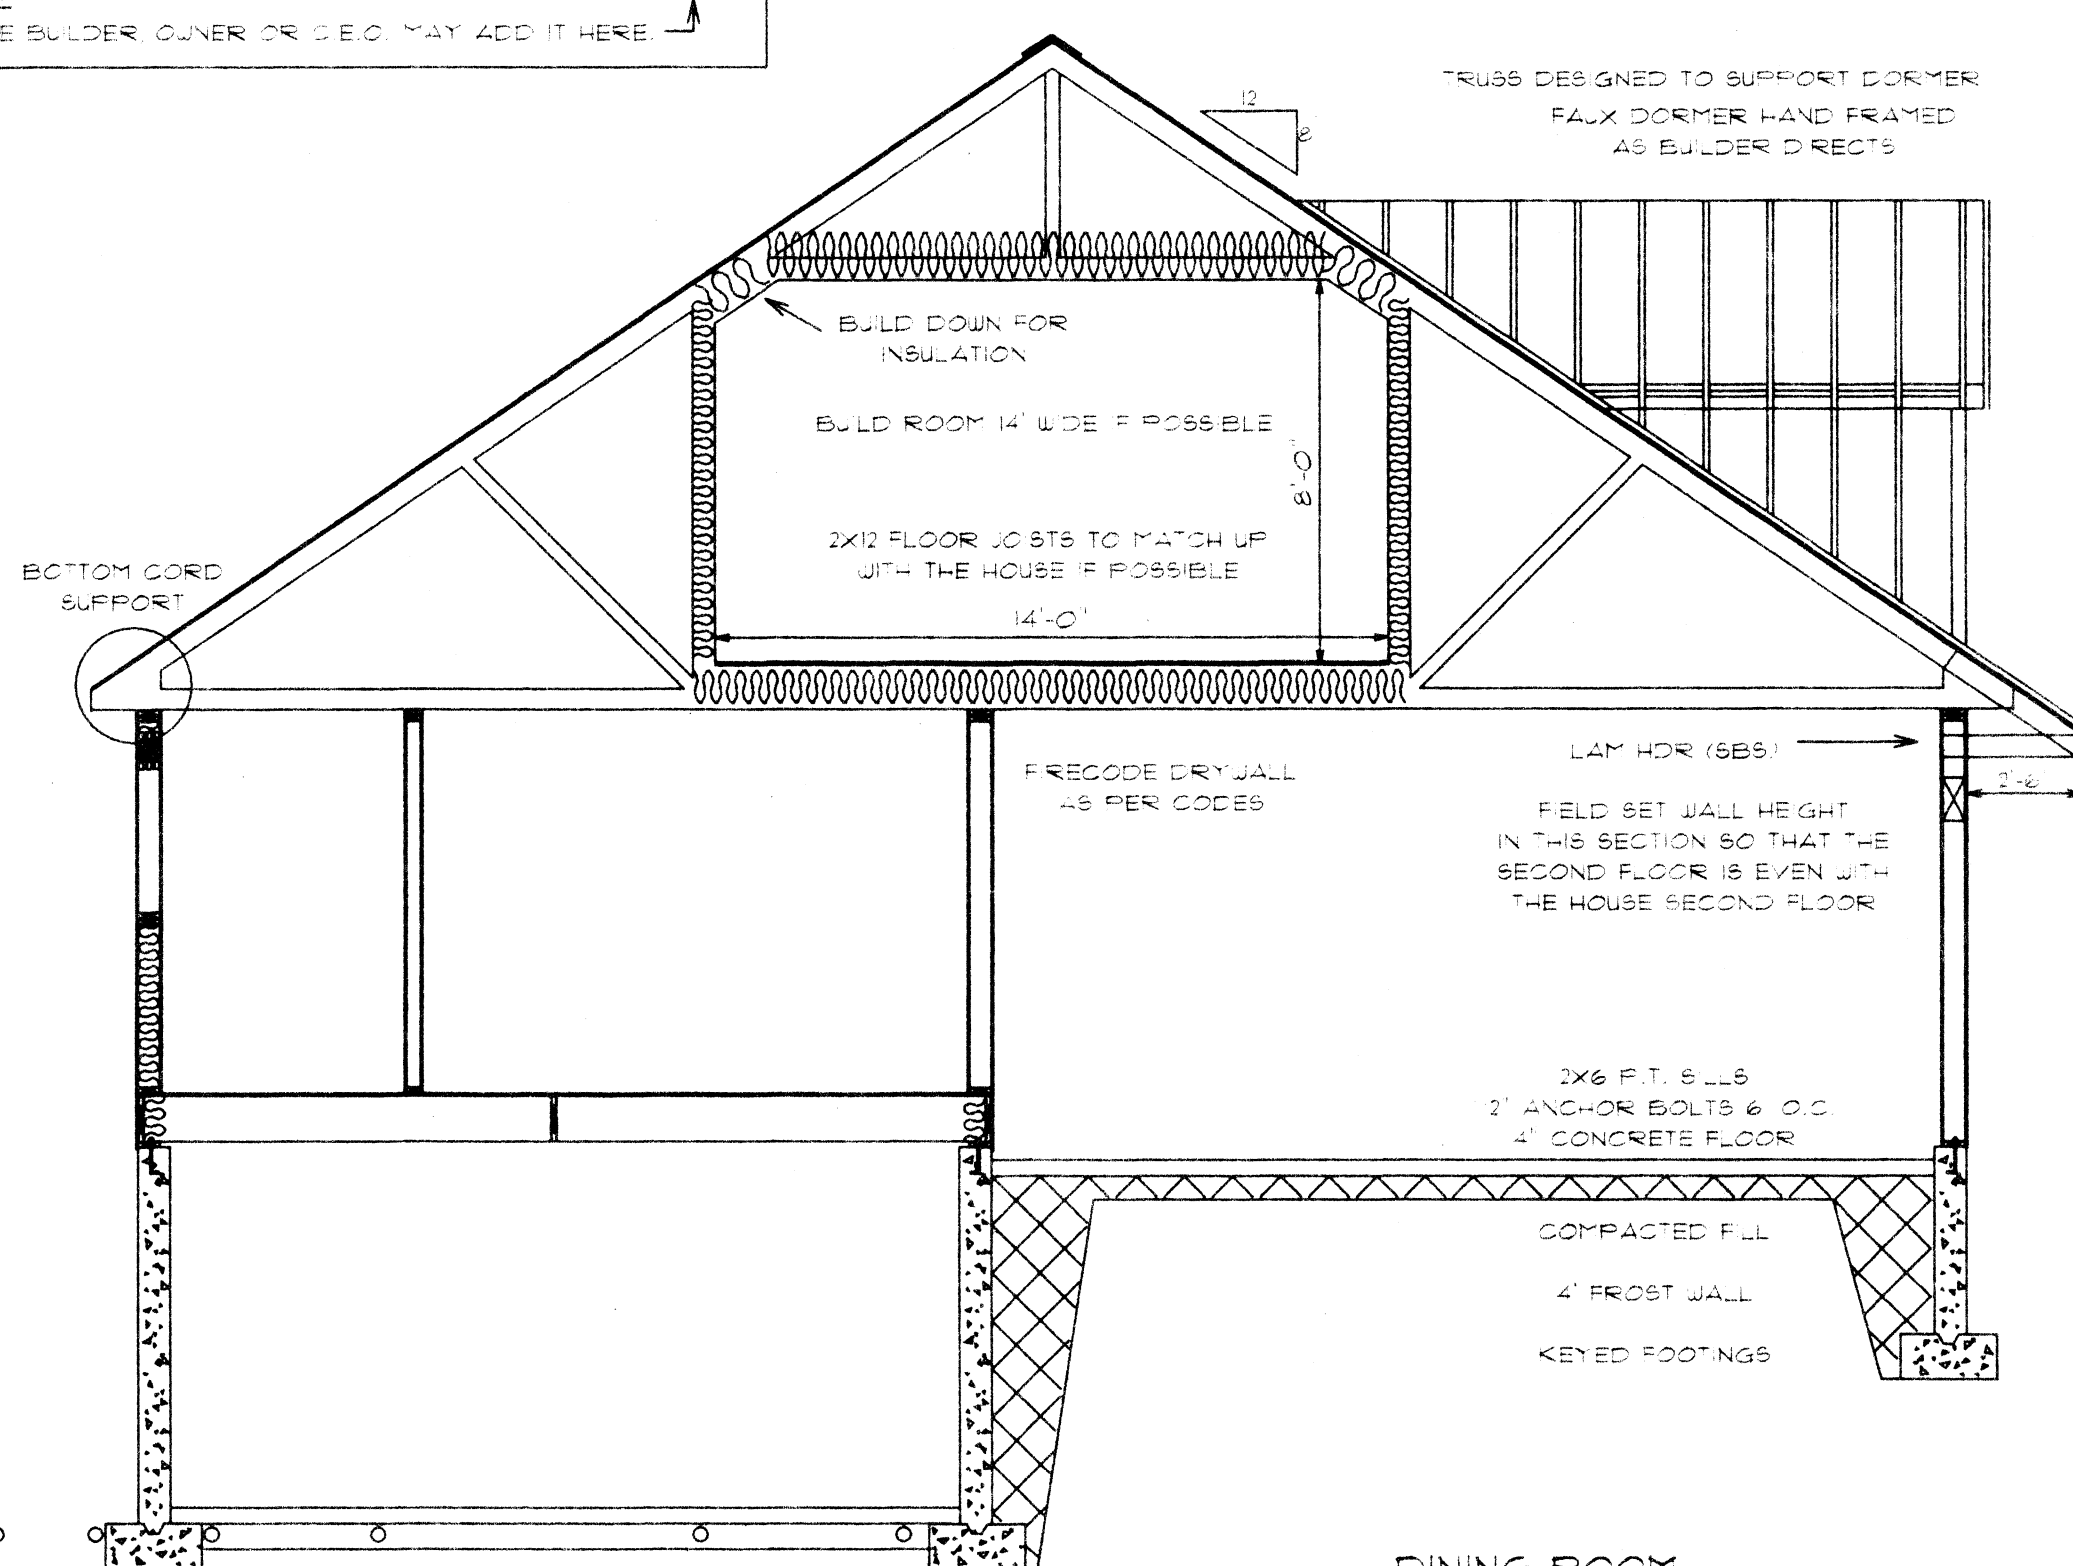 E BUILDER, OWNER OR C.E.O. MAY ADD IT HERE.
TRUSS DESIGNED TO SUPPORT DORMER
FAUX DORMER HAND FRAMED
AS BUILDER DIRECTS
12
8
BUILD DOWN FOR
INSULATION
BUILD ROOM 14' WIDE IF POSSIBLE
8'-0"
2X12 FLOOR JOISTS TO MATCH UP
WITH THE HOUSE IF POSSIBLE
14'-0"
BOTTOM CORD
SUPPORT
LAM HDR (SBS)
FIRECODE DRYWALL
AS PER CODES
2'-6"
FIELD SET WALL HEIGHT
IN THIS SECTION SO THAT THE
SECOND FLOOR IS EVEN WITH
THE HOUSE SECOND FLOOR
2X6 P.T. SILLS
ANCHOR BOLTS 6' O.C.
4" CONCRETE FLOOR
COMPACTED FILL
4' FROST WALL
KEYED FOOTINGS
DINING ROOM